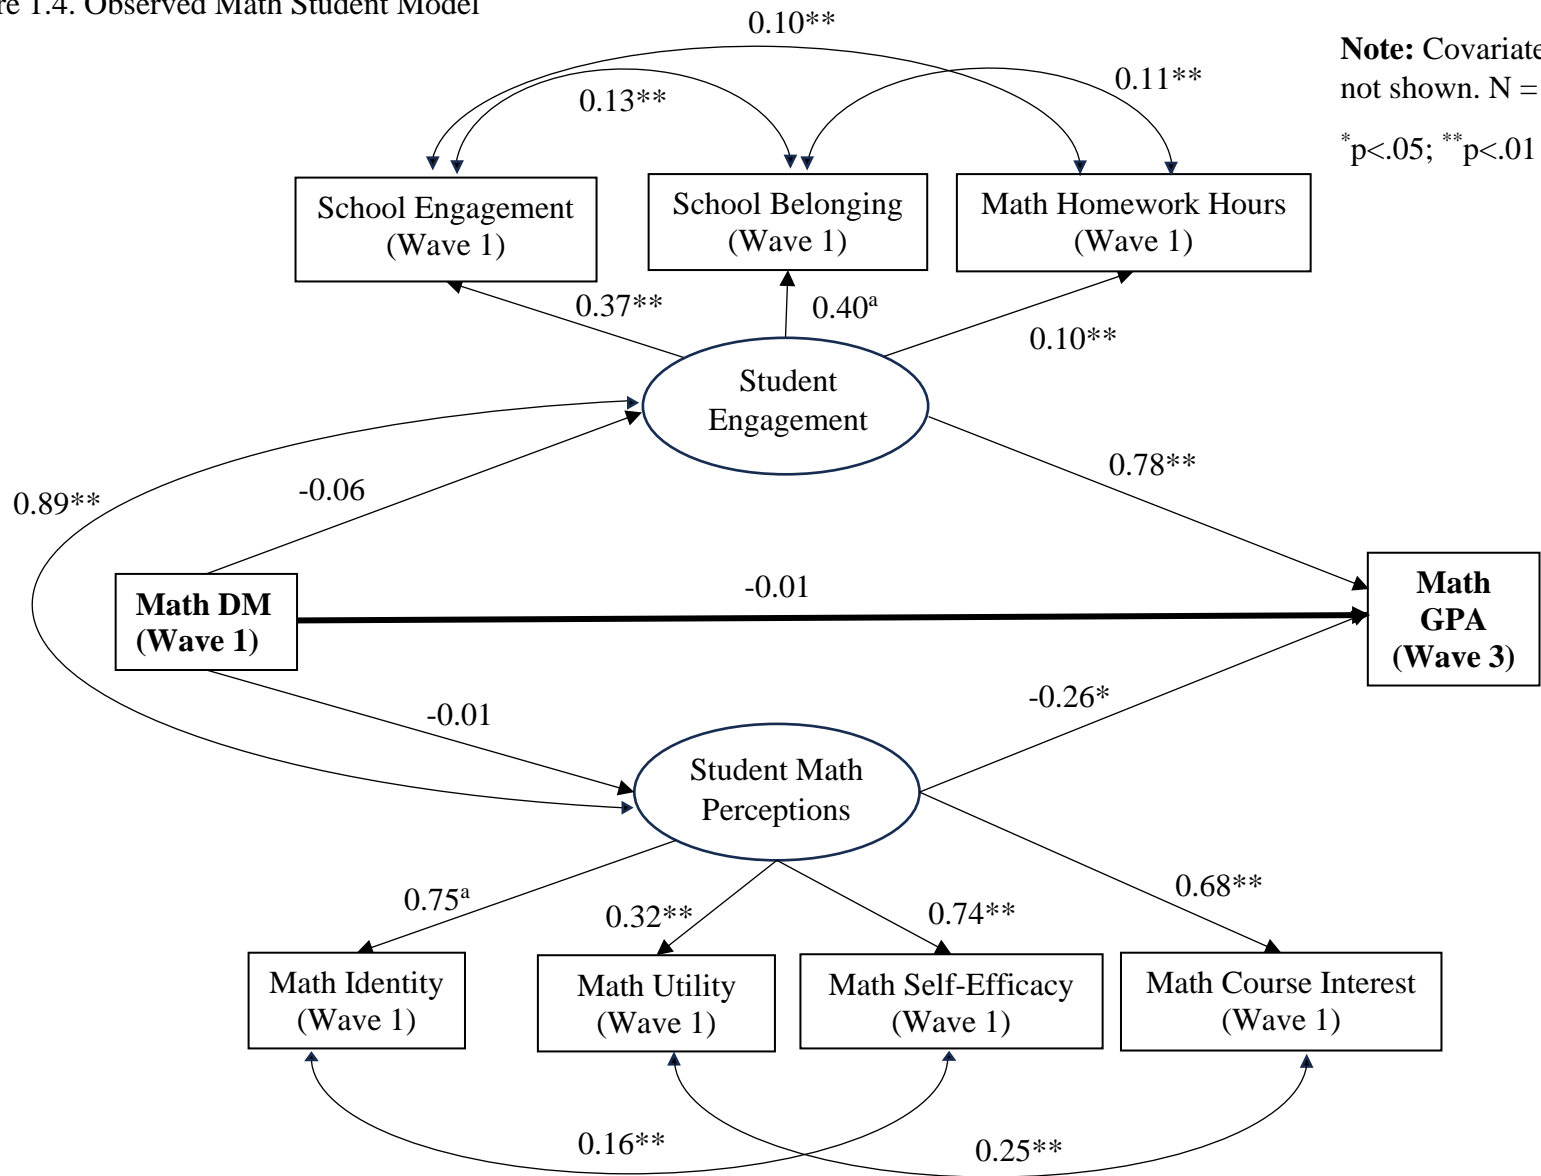 1.4. Observed Math Student Model
0.10**
Note: Covariate
not shown. N =
*p<.05; **p<.01
0.13**
0.11**
School Engagement
(Wave 1)
School Belonging
(Wave 1)
Math Homework Hours
(Wave 1)
0.37**
0.40a
0.10**
Student
Engagement
0.89**
-0.06
0.78**
Math DM
(Wave 1)
-0.01
Math
GPA
(Wave 3)
-0.01
-0.26*
Student Math
Perceptions
0.75a
0.32**
0.74**
0.68**
Math Identity
(Wave 1)
Math Utility
(Wave 1)
Math Self-Efficacy
(Wave 1)
Math Course Interest
(Wave 1)
0.16**
0.25**